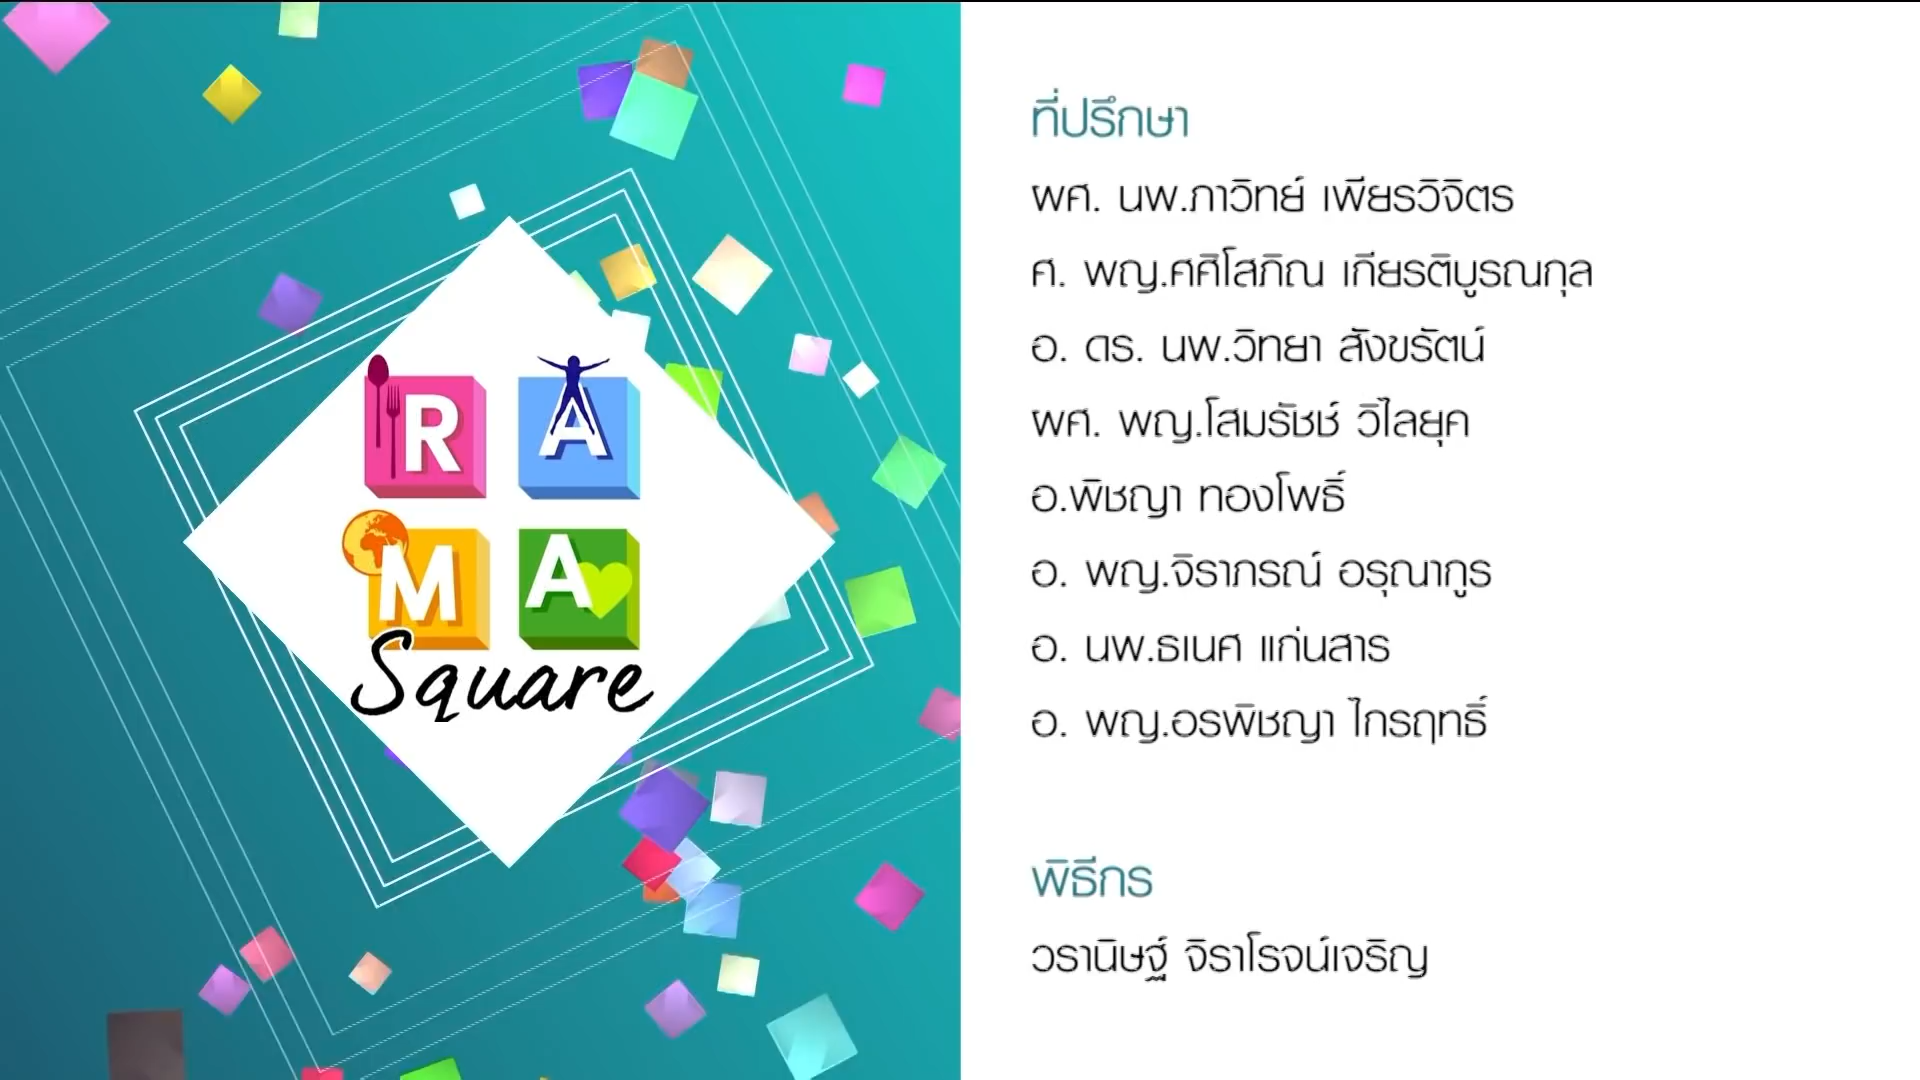 RA
MA
Square
ที่ปรึกษา
ผศ. นพ.ภาวิทย์ เพียรวิจิตร
ศ. พญ.ศศิโสภิณ เกียรติบูรณกุล
อ. ดร. นพ.วิทยา สังขรัตน์
ผศ. พญ.โสมรัชช์ วิไลยุค
อ.พิชญา ทองโพธิ์
อ. พญ.จิราภรณ์ อรุณากูร
อ. นพ.ธเนศ แก่นสาร
อ. พญ.อรพิชญา ไกรฤทธิ์
พิธีกร
วรานิษฐ์ จิราโรจน์เจริญ